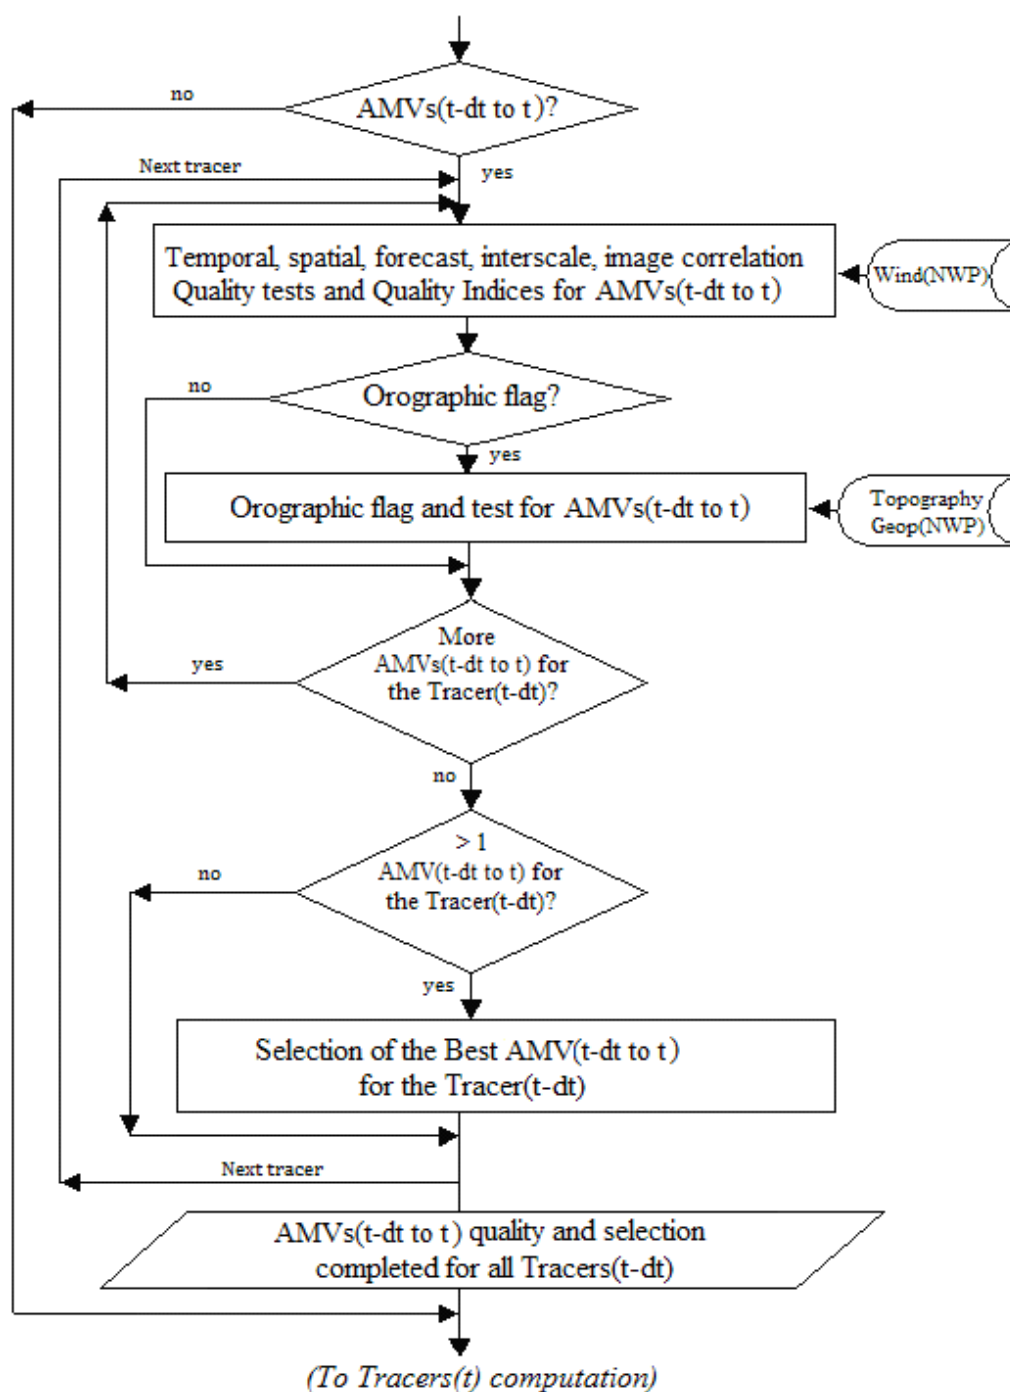 no
AMVs(t-dt to t)?
Next tracer
yes
Temporal, spatial, forecast, interscale, image correlation
Quality tests and Quality Indices for AMVs(t-dt to t)
Wind(NWP)
no
Orographic flag?
yes
Orographic flag and test for AMVs(t-dt to t)
Topography
Geop(NWP)
More
AMVs(t-dt to t) for
the Tracer(t-dt)?
yes
no
> 1
AMV(t-dt to t) for
the Tracer(t-dt)?
no
yes
Selection of the Best AMV(t-dt to t)
for the Tracer(t-dt)
Next tracer
AMVs(t-dt to t) quality and selection
completed for all Tracers(t-dt)
(To Tracers(t) computation)